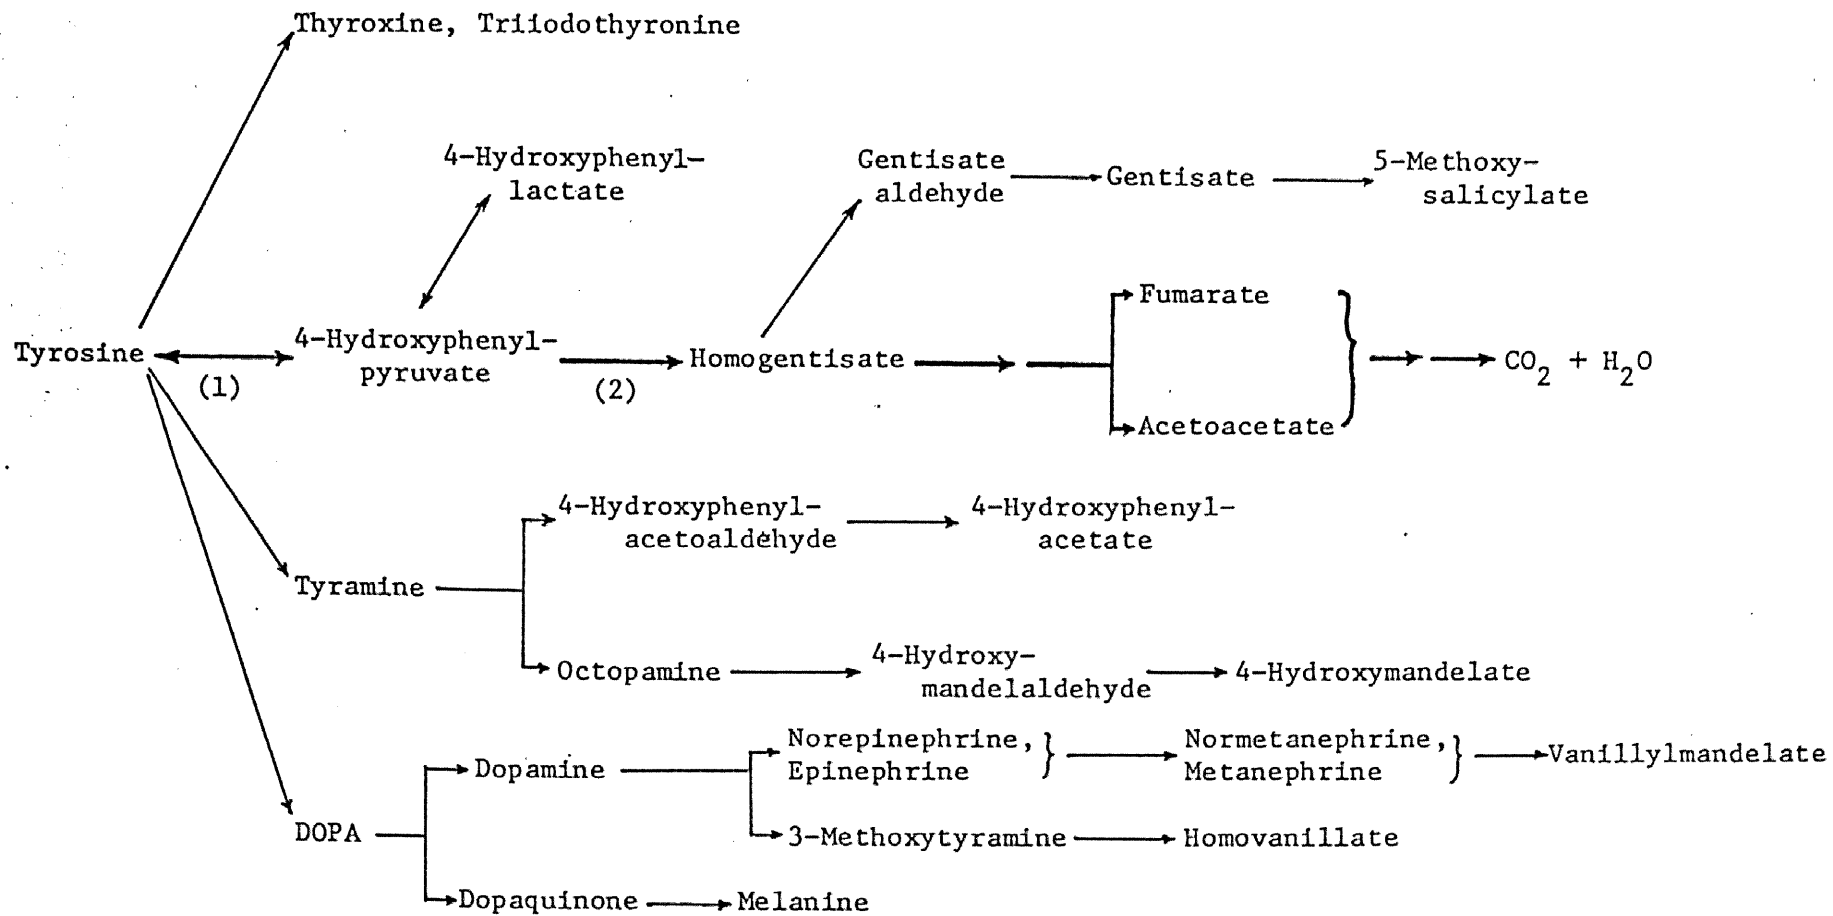 Thyroxine, Triiodothyronine
4-Hydroxyphenyl-
lactate
Gentisate
aldehyde
Gentisate
5-Methoxy-
salicylate
Tyrosine
(1)
4-Hydroxyphenyl-
pyruvate
(2)
Homogentisate
Fumarate
Acetoacetate
CO2 + H2O
4-Hydroxyphenyl-
acetoaldehyde
4-Hydroxyphenyl-
acetate
Tyramine
Octopamine
4-Hydroxy-
mandelaldehyde
4-Hydroxymandelate
DOPA
Dopamine
Norepinephrine,
Epinephrine
Normetanephrine,
Metanephrine
Vanillylmandelate
3-Methoxytyramine
Homovanillate
Dopaquinone
Melanine